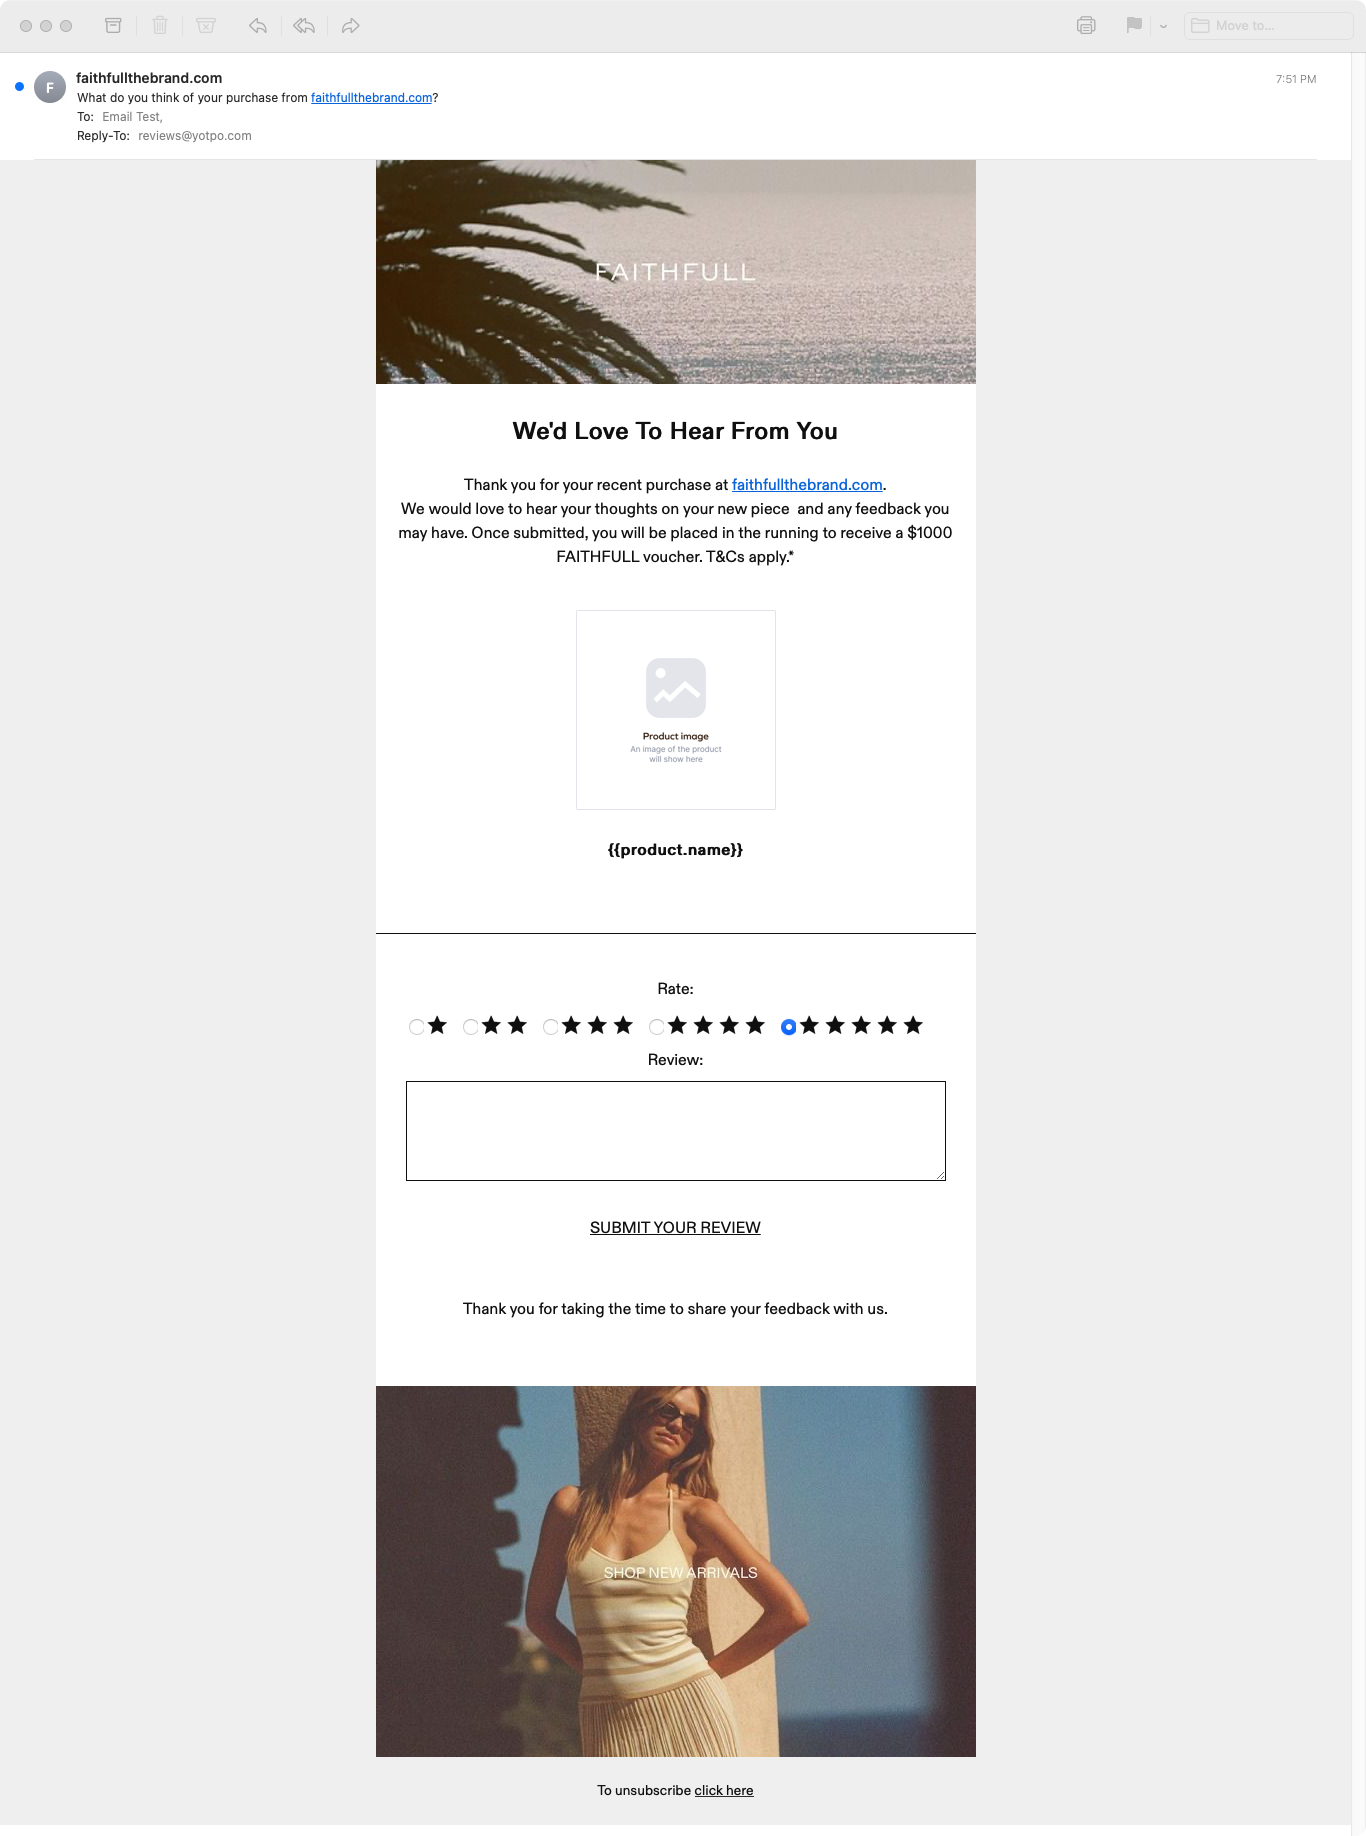 Move to...
F
faithfullthebrand.com
7:51 PM
What do you think of your purchase from faithfullthebrand.com?
To: Email Test,
Reply-To: reviews@yotpo.com
FAITHFULL
We'd Love To Hear From You
Thank you for your recent purchase at faithfullthebrand.com.
We would love to hear your thoughts on your new piece  and any feedback you
may have. Once submitted, you will be placed in the running to receive a $1000
FAITHFULL voucher. T&Cs apply.*
Product image
An image of the product
will show here
{{product.name}}
Rate:
Review:
SUBMIT YOUR REVIEW
Thank you for taking the time to share your feedback with us.
SHOP NEW ARRIVALS
To unsubscribe click here